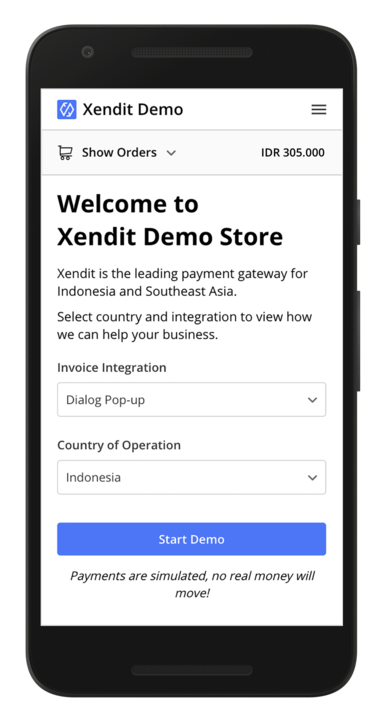 Xendit Demo
Show Orders
IDR 305.000
Welcome to
Xendit Demo Store
Xendit is the leading payment gateway for
Indonesia and Southeast Asia.
Select country and integration to view how
we can help your business.
Invoice Integration
Dialog Pop-up
Country of Operation
Indonesia
Start Demo
Payments are simulated, no real money will
move!